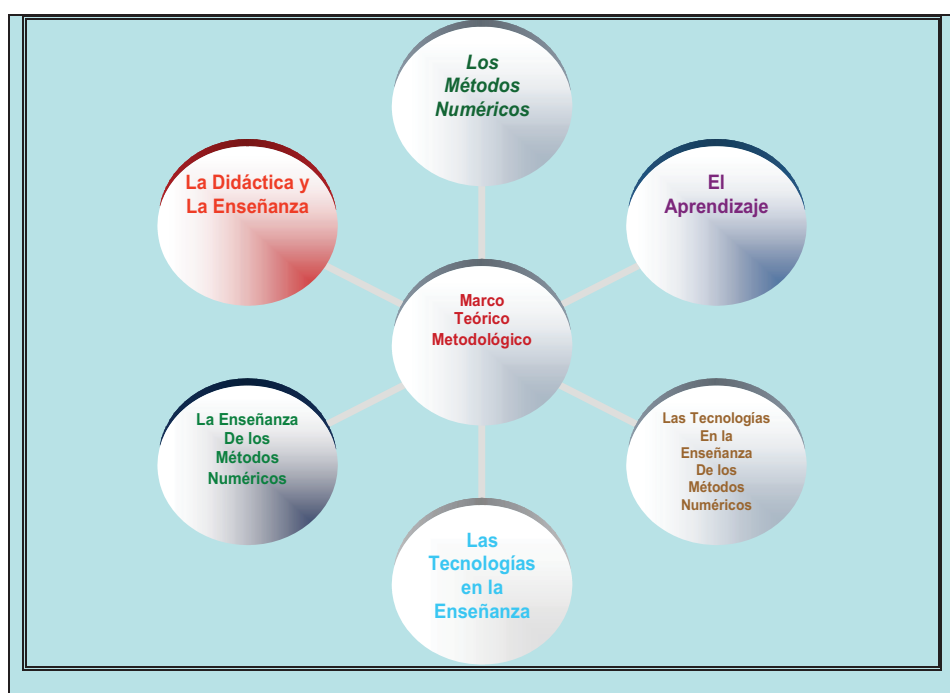 Los
Métodos
Numéricos
La Didáctica y
La Enseñanza
El
Aprendizaje
Marco
Teórico
Metodológico
La Enseñanza
De los
Métodos
Numéricos
Las Tecnologías
En la
Enseñanza
De los
Métodos
Numéricos
Las
Tecnologías
en la
Enseñanza